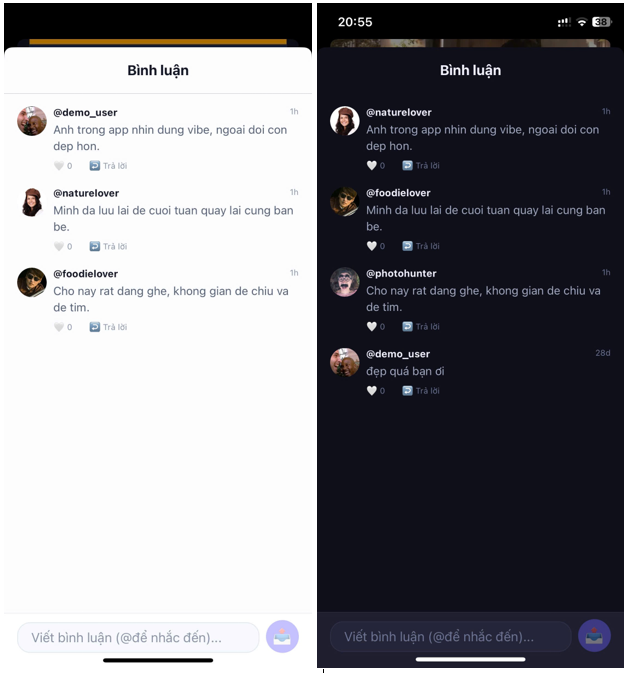 Bình luận
@demo_user 1h
Anh trong app nhin dung vibe, ngoai doi con
dep hon.
0 Trả lời
@naturelover 1h
Minh da luu lai de cuoi tuan quay lai cung ban
be.
0 Trả lời
@foodielover 1h
Cho nay rat dang ghe, khong gian de chiu va
de tim.
0 Trả lời
Viết bình luận (@để nhắc đến)...
20:55 38
Bình luận
@naturelover 1h
Anh trong app nhin dung vibe, ngoai doi con
dep hon.
0 Trả lời
@foodielover 1h
Minh da luu lai de cuoi tuan quay lai cung ban
be.
0 Trả lời
@photohunter 1h
Cho nay rat dang ghe, khong gian de chiu va
de tim.
0 Trả lời
@demo_user 28d
đẹp quá bạn ơi
0 Trả lời
Viết bình luận (@để nhắc đến)...